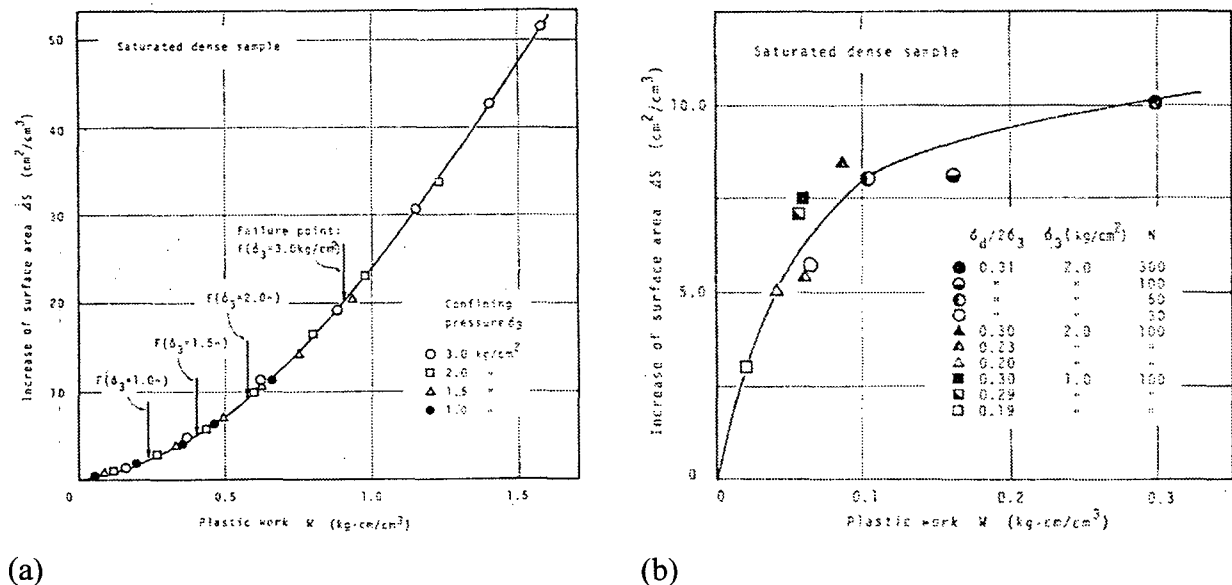 50
40
30
20
10
0
0.5
1.0
1.5
Saturated dense sample
Increase of surface area ΔS (cm²/cm³)
Plastic work W (kg-cm/cm³)
Failure point:
F(σ₃=3.0kg/cm²)
F(σ₃=2.0〃)
F(σ₃=1.5〃)
F(σ₃=1.0〃)
Confining
pressure σ₃
○ 3.0 kg/cm²
□ 2.0 〃
△ 1.5 〃
● 1.0 〃
(a)
10.0
5.0
0
0
0.1
0.2
0.3
Saturated dense sample
Increase of surface area ΔS (cm²/cm³)
Plastic work W (kg-cm/cm³)
σd/2σ₃ σ₃(kg/cm²) N
0.31 2.0 300
〃 〃 100
〃 〃 60
〃 〃 30
0.30 2.0 100
0.23 〃 〃
0.20 〃 〃
0.30 1.0 100
0.29 〃 〃
0.19 〃 〃
(b)